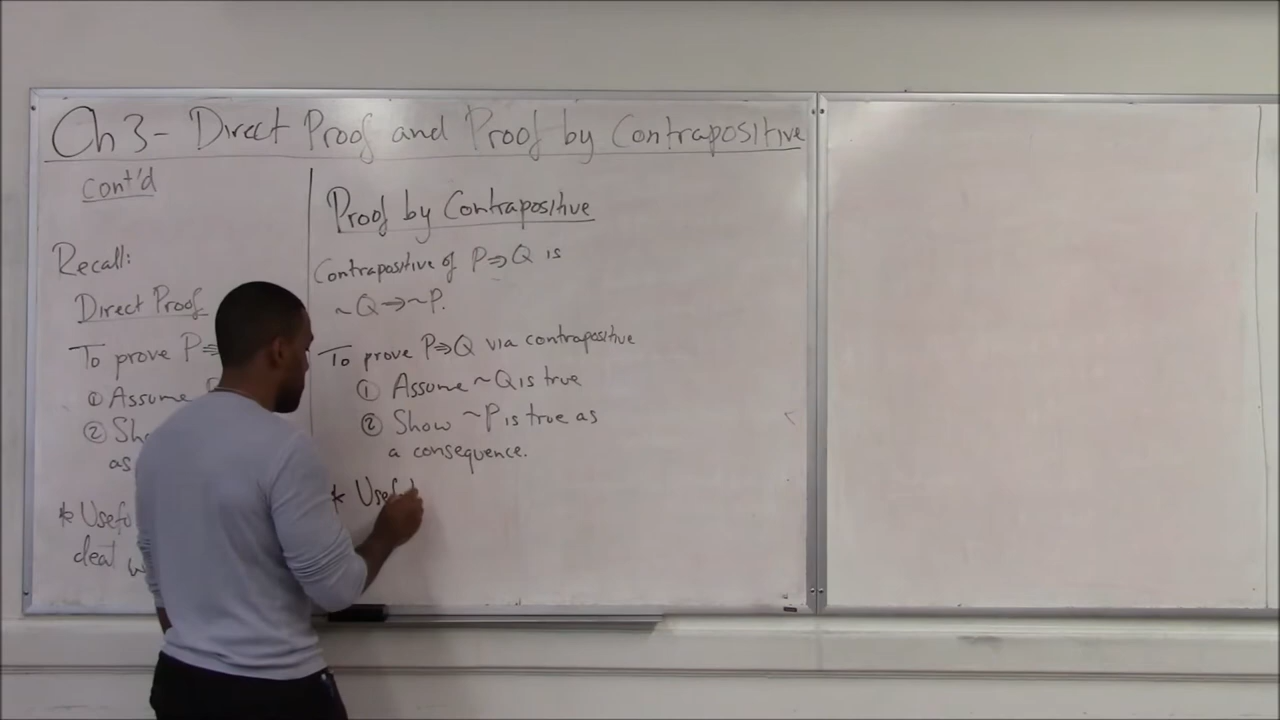 Ch 3- Direct Proof and Proof by Contrapositive
cont'd
Recall:
Direct Proof
To prove P⇒
① Assume
② Sh
as
* Usefu
deal w
Proof by Contrapositive
Contrapositive of P⇒Q is
~Q⇒~P.
To prove P⇒Q via contrapositive
① Assume ~Q is true
② Show ~P is true as
a consequence.
* Usef